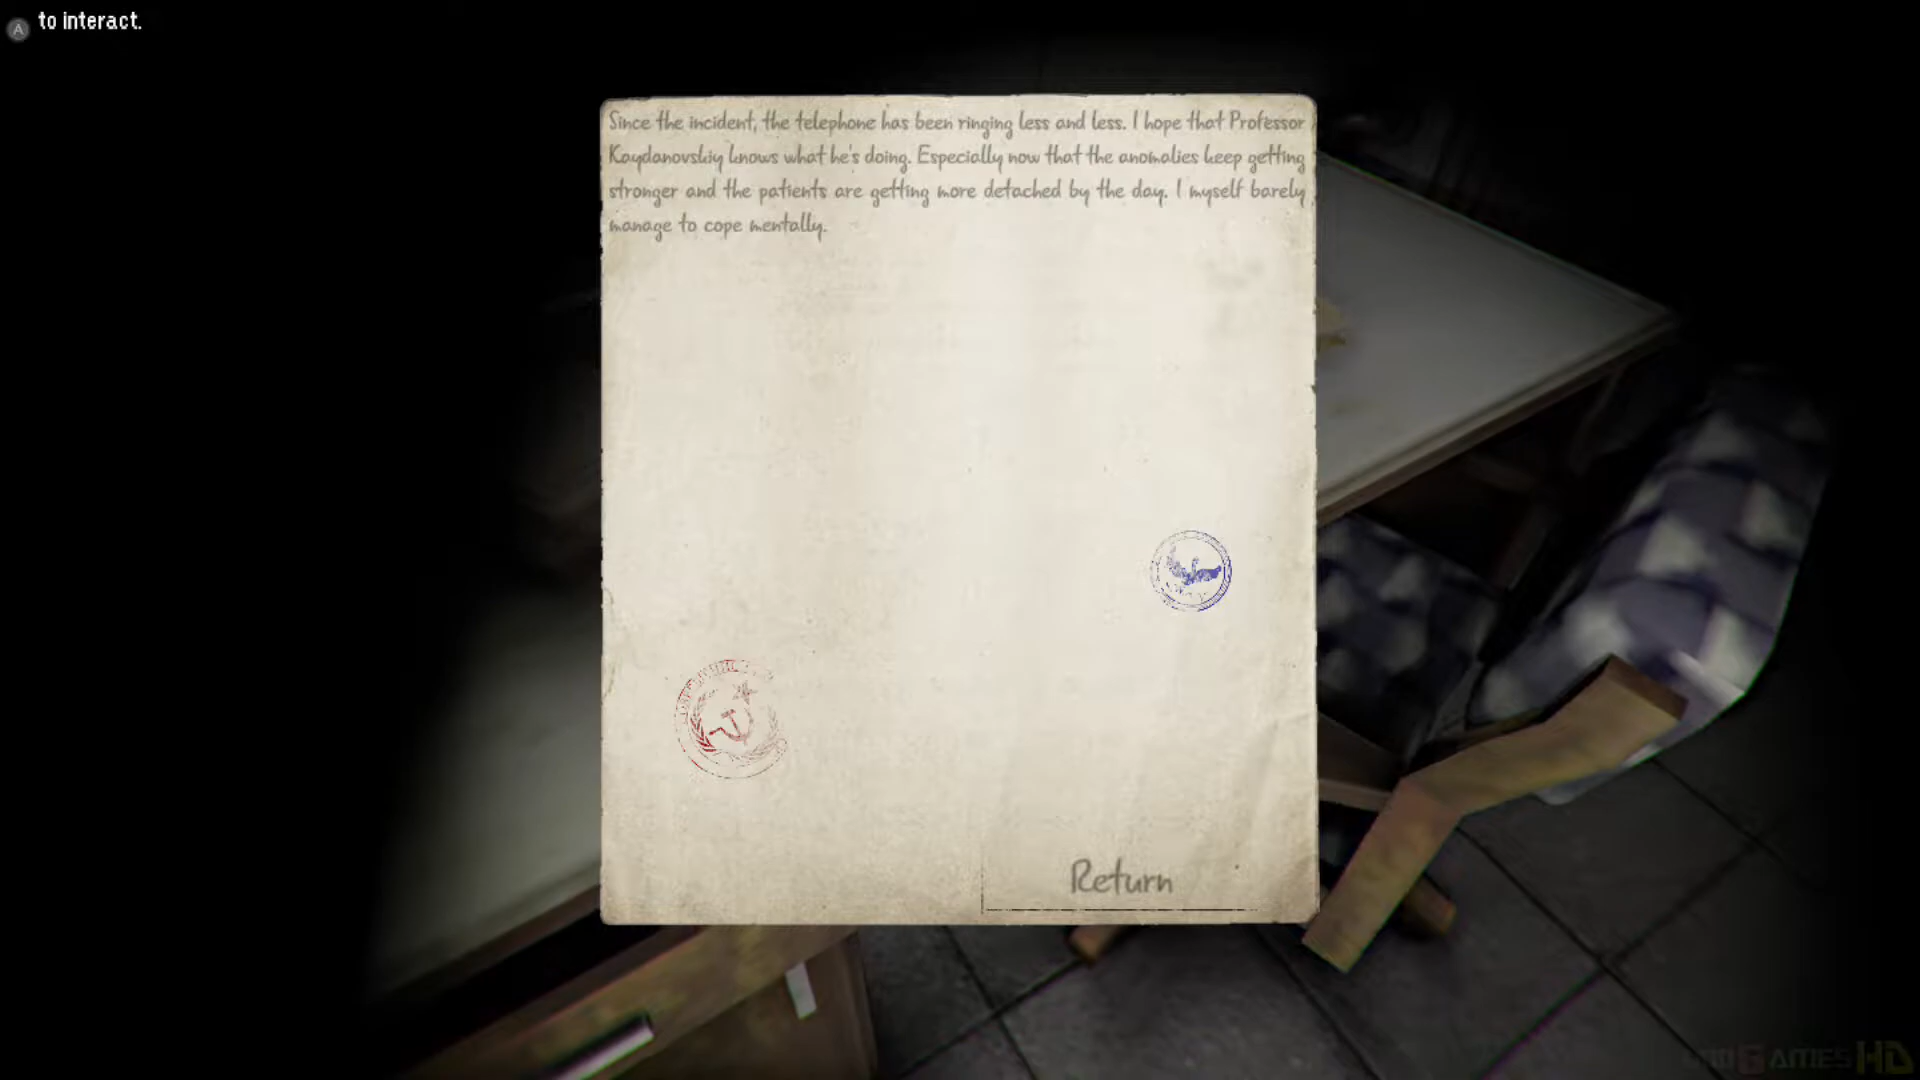 A to interact.
Since the incident, the telephone has been ringing less and less. I hope that Professor
Kaydanovskiy knows what he's doing. Especially now that the anomalies keep getting
stronger and the patients are getting more detached by the day. I myself barely
manage to cope mentally.
Return
HD